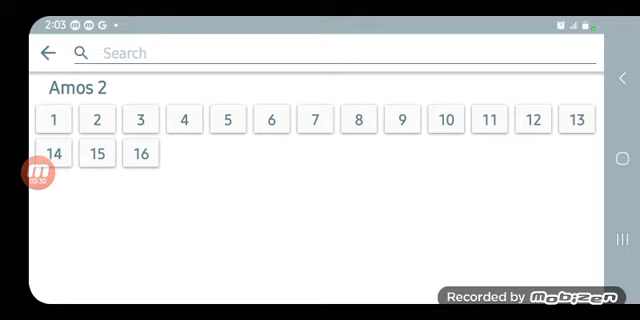 2:03
Search
Amos 2
1 2 3 4 5 6 7 8 9 10 11 12 13
14 15 16
Recorded by MOBIZEN